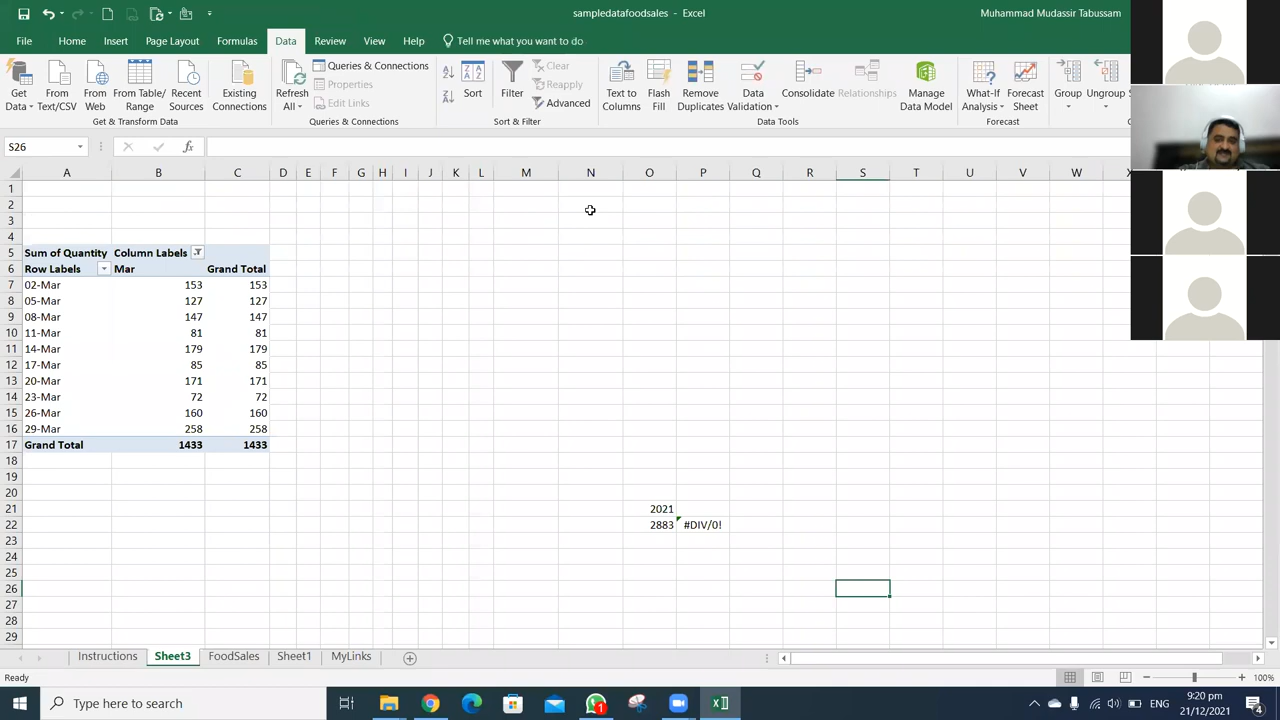 sampledatafoodsales - Excel
Muhammad Mudassir Tabussam
File Home Insert Page Layout Formulas Data Review View Help Tell me what you want to do
Get Data
From Text/CSV
From Web
From Table/ Range
Recent Sources
Existing Connections
Get & Transform Data
Refresh All
Queries & Connections
Properties
Edit Links
Queries & Connections
Sort
Filter
Clear
Reapply
Advanced
Sort & Filter
Text to Columns
Flash Fill
Remove Duplicates
Data Validation
Consolidate
Relationships
Manage Data Model
Data Tools
What-If Analysis
Forecast Sheet
Forecast
Group
Ungroup
S26
fx
A B C D E F G H I J K L M N O P Q R S T U V W X
1
2
3
4
5 Sum of Quantity Column Labels
6 Row Labels Mar Grand Total
7 02-Mar 153 153
8 05-Mar 127 127
9 08-Mar 147 147
10 11-Mar 81 81
11 14-Mar 179 179
12 17-Mar 85 85
13 20-Mar 171 171
14 23-Mar 72 72
15 26-Mar 160 160
16 29-Mar 258 258
17 Grand Total 1433 1433
18
19
20
21 2021
22 2883 #DIV/0!
23
24
25
26
27
28
29
Instructions Sheet3 FoodSales Sheet1 MyLinks
Ready
100%
Type here to search
1
ENG
9:20 pm
21/12/2021
4